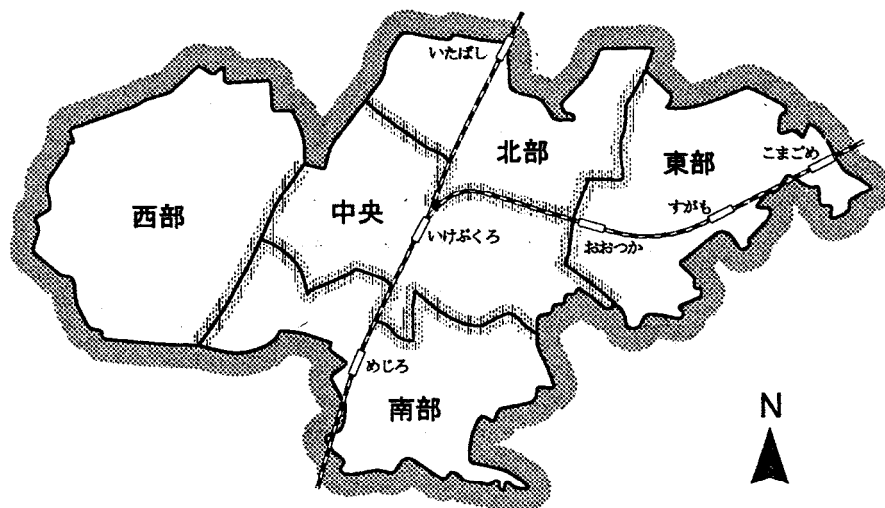 いたばし
北部
こまごめ
東部
西部
中央
すがも
いけぶくろ
おおつか
めじろ
南部
N